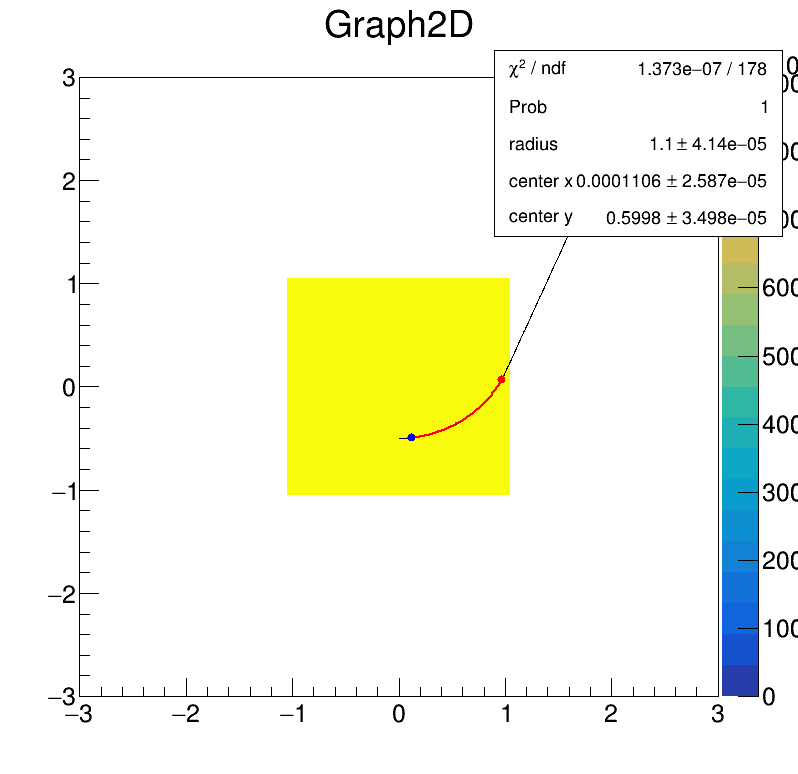 Graph2D
χ² / ndf 1.373e−07 / 178
Prob 1
radius 1.1 ± 4.14e−05
center x 0.0001106 ± 2.587e−05
center y 0.5998 ± 3.498e−05
3
2
1
0
−1
−2
−3
−3 −2 −1 0 1 2 3
600
500
400
300
200
100
0